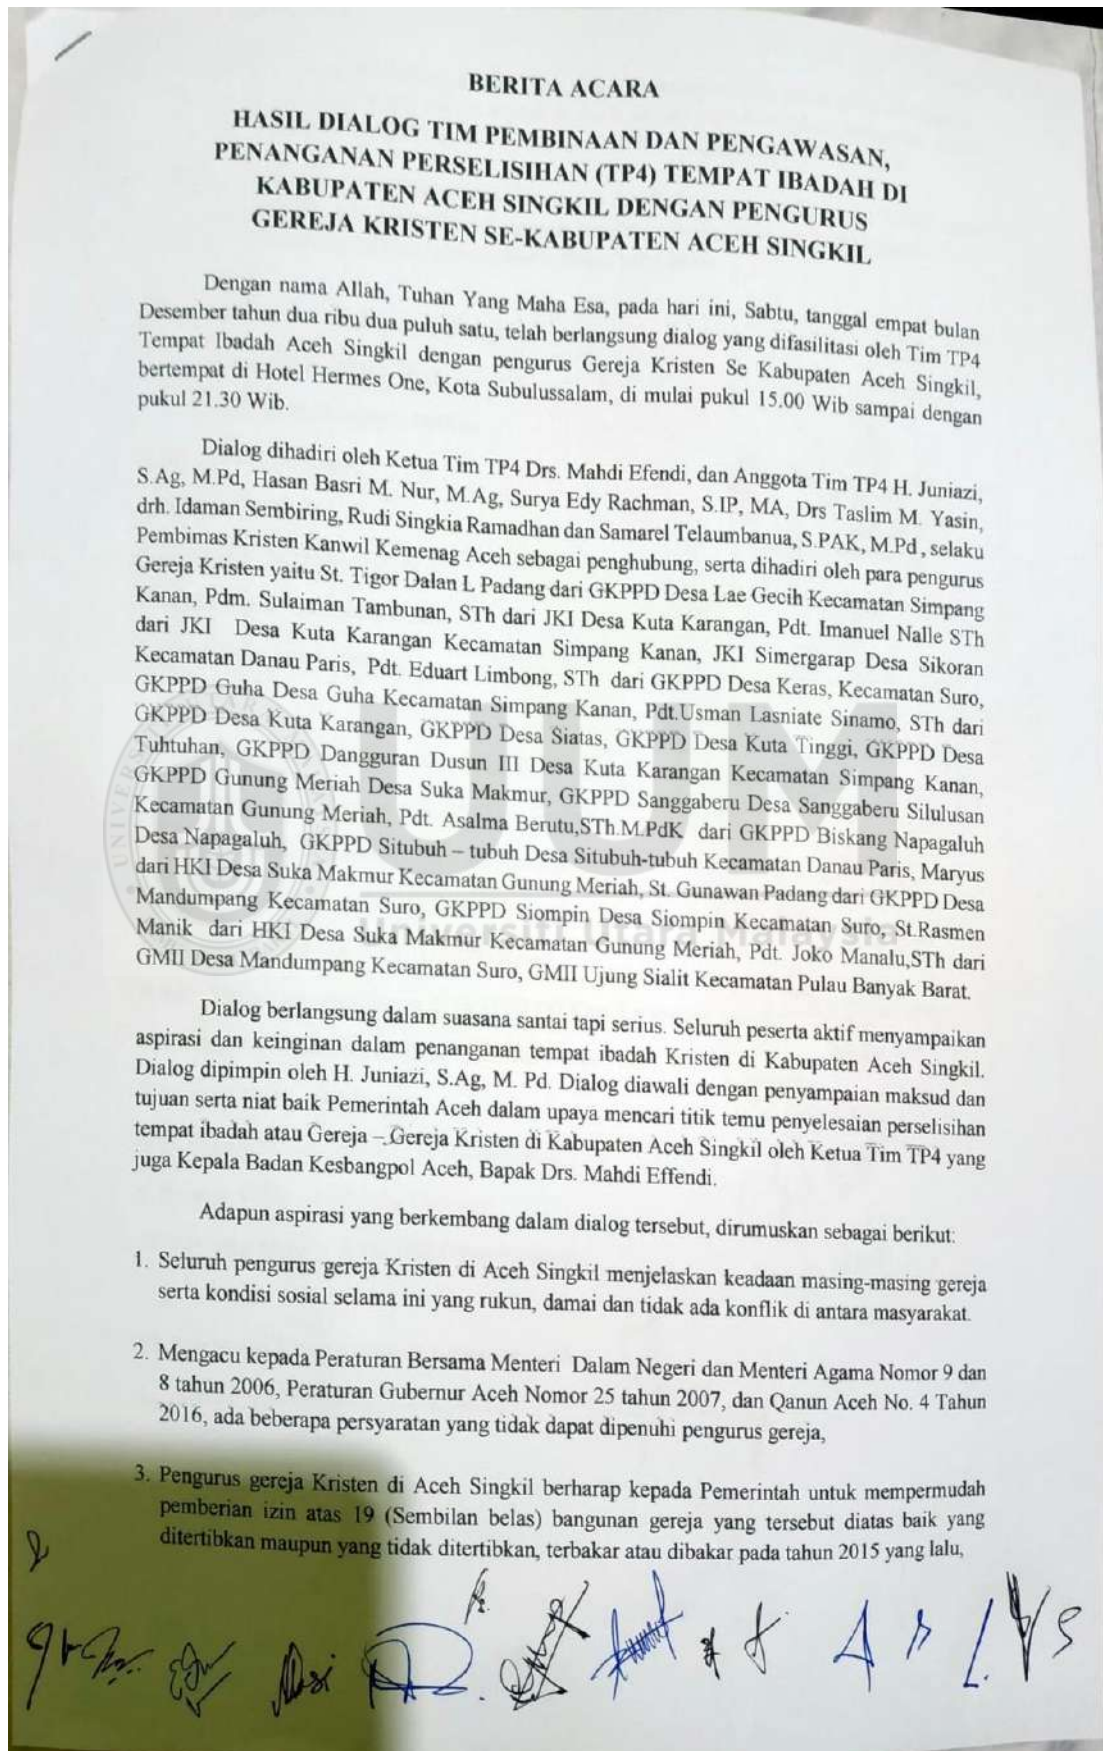 BERITA ACARA
HASIL DIALOG TIM PEMBINAAN DAN PENGAWASAN,
PENANGANAN PERSELISIHAN (TP4) TEMPAT IBADAH DI
KABUPATEN ACEH SINGKIL DENGAN PENGURUS
GEREJA KRISTEN SE-KABUPATEN ACEH SINGKIL
Dengan nama Allah, Tuhan Yang Maha Esa, pada hari ini, Sabtu, tanggal empat bulan
Desember tahun dua ribu dua puluh satu, telah berlangsung dialog yang difasilitasi oleh Tim TP4
Tempat Ibadah Aceh Singkil dengan pengurus Gereja Kristen Se Kabupaten Aceh Singkil,
bertempat di Hotel Hermes One, Kota Subulussalam, di mulai pukul 15.00 Wib sampai dengan
pukul 21.30 Wib.
Dialog dihadiri oleh Ketua Tim TP4 Drs. Mahdi Efendi, dan Anggota Tim TP4 H. Juniazi,
S.Ag, M.Pd, Hasan Basri M. Nur, M.Ag, Surya Edy Rachman, S.IP, MA, Drs Taslim M. Yasin,
drh. Idaman Sembiring, Rudi Singkia Ramadhan dan Samarel Telaumbanua, S.PAK, M.Pd , selaku
Pembimas Kristen Kanwil Kemenag Aceh sebagai penghubung, serta dihadiri oleh para pengurus
Gereja Kristen yaitu St. Tigor Dalan L Padang dari GKPPD Desa Lae Gecih Kecamatan Simpang
Kanan, Pdm. Sulaiman Tambunan, STh dari JKI Desa Kuta Karangan, Pdt. Imanuel Nalle STh
dari JKI Desa Kuta Karangan Kecamatan Simpang Kanan, JKI Simergarap Desa Sikoran
Kecamatan Danau Paris, Pdt. Eduart Limbong, STh dari GKPPD Desa Keras, Kecamatan Suro,
GKPPD Guha Desa Guha Kecamatan Simpang Kanan, Pdt.Usman Lasniate Sinamo, STh dari
GKPPD Desa Kuta Karangan, GKPPD Desa Siatas, GKPPD Desa Kuta Tinggi, GKPPD Desa
Tuhtuhan, GKPPD Dangguran Dusun III Desa Kuta Karangan Kecamatan Simpang Kanan,
GKPPD Gunung Meriah Desa Suka Makmur, GKPPD Sanggaberu Desa Sanggaberu Silulusan
Kecamatan Gunung Meriah, Pdt. Asalma Berutu,STh.M.PdK dari GKPPD Biskang Napagaluh
Desa Napagaluh, GKPPD Situbuh – tubuh Desa Situbuh-tubuh Kecamatan Danau Paris, Maryus
dari HKI Desa Suka Makmur Kecamatan Gunung Meriah, St. Gunawan Padang dari GKPPD Desa
Mandumpang Kecamatan Suro, GKPPD Siompin Desa Siompin Kecamatan Suro, St.Rasmen
Manik dari HKI Desa Suka Makmur Kecamatan Gunung Meriah, Pdt. Joko Manalu,STh dari
GMII Desa Mandumpang Kecamatan Suro, GMII Ujung Sialit Kecamatan Pulau Banyak Barat.
UUM
Universiti Utara Malaysia
Dialog berlangsung dalam suasana santai tapi serius. Seluruh peserta aktif menyampaikan
aspirasi dan keinginan dalam penanganan tempat ibadah Kristen di Kabupaten Aceh Singkil.
Dialog dipimpin oleh H. Juniazi, S.Ag, M. Pd. Dialog diawali dengan penyampaian maksud dan
tujuan serta niat baik Pemerintah Aceh dalam upaya mencari titik temu penyelesaian perselisihan
tempat ibadah atau Gereja – Gereja Kristen di Kabupaten Aceh Singkil oleh Ketua Tim TP4 yang
juga Kepala Badan Kesbangpol Aceh, Bapak Drs. Mahdi Effendi.
Adapun aspirasi yang berkembang dalam dialog tersebut, dirumuskan sebagai berikut:
1. Seluruh pengurus gereja Kristen di Aceh Singkil menjelaskan keadaan masing-masing gereja
serta kondisi sosial selama ini yang rukun, damai dan tidak ada konflik di antara masyarakat.
2. Mengacu kepada Peraturan Bersama Menteri Dalam Negeri dan Menteri Agama Nomor 9 dan
8 tahun 2006, Peraturan Gubernur Aceh Nomor 25 tahun 2007, dan Qanun Aceh No. 4 Tahun
2016, ada beberapa persyaratan yang tidak dapat dipenuhi pengurus gereja,
3. Pengurus gereja Kristen di Aceh Singkil berharap kepada Pemerintah untuk mempermudah
pemberian izin atas 19 (Sembilan belas) bangunan gereja yang tersebut diatas baik yang
ditertibkan maupun yang tidak ditertibkan, terbakar atau dibakar pada tahun 2015 yang lalu,